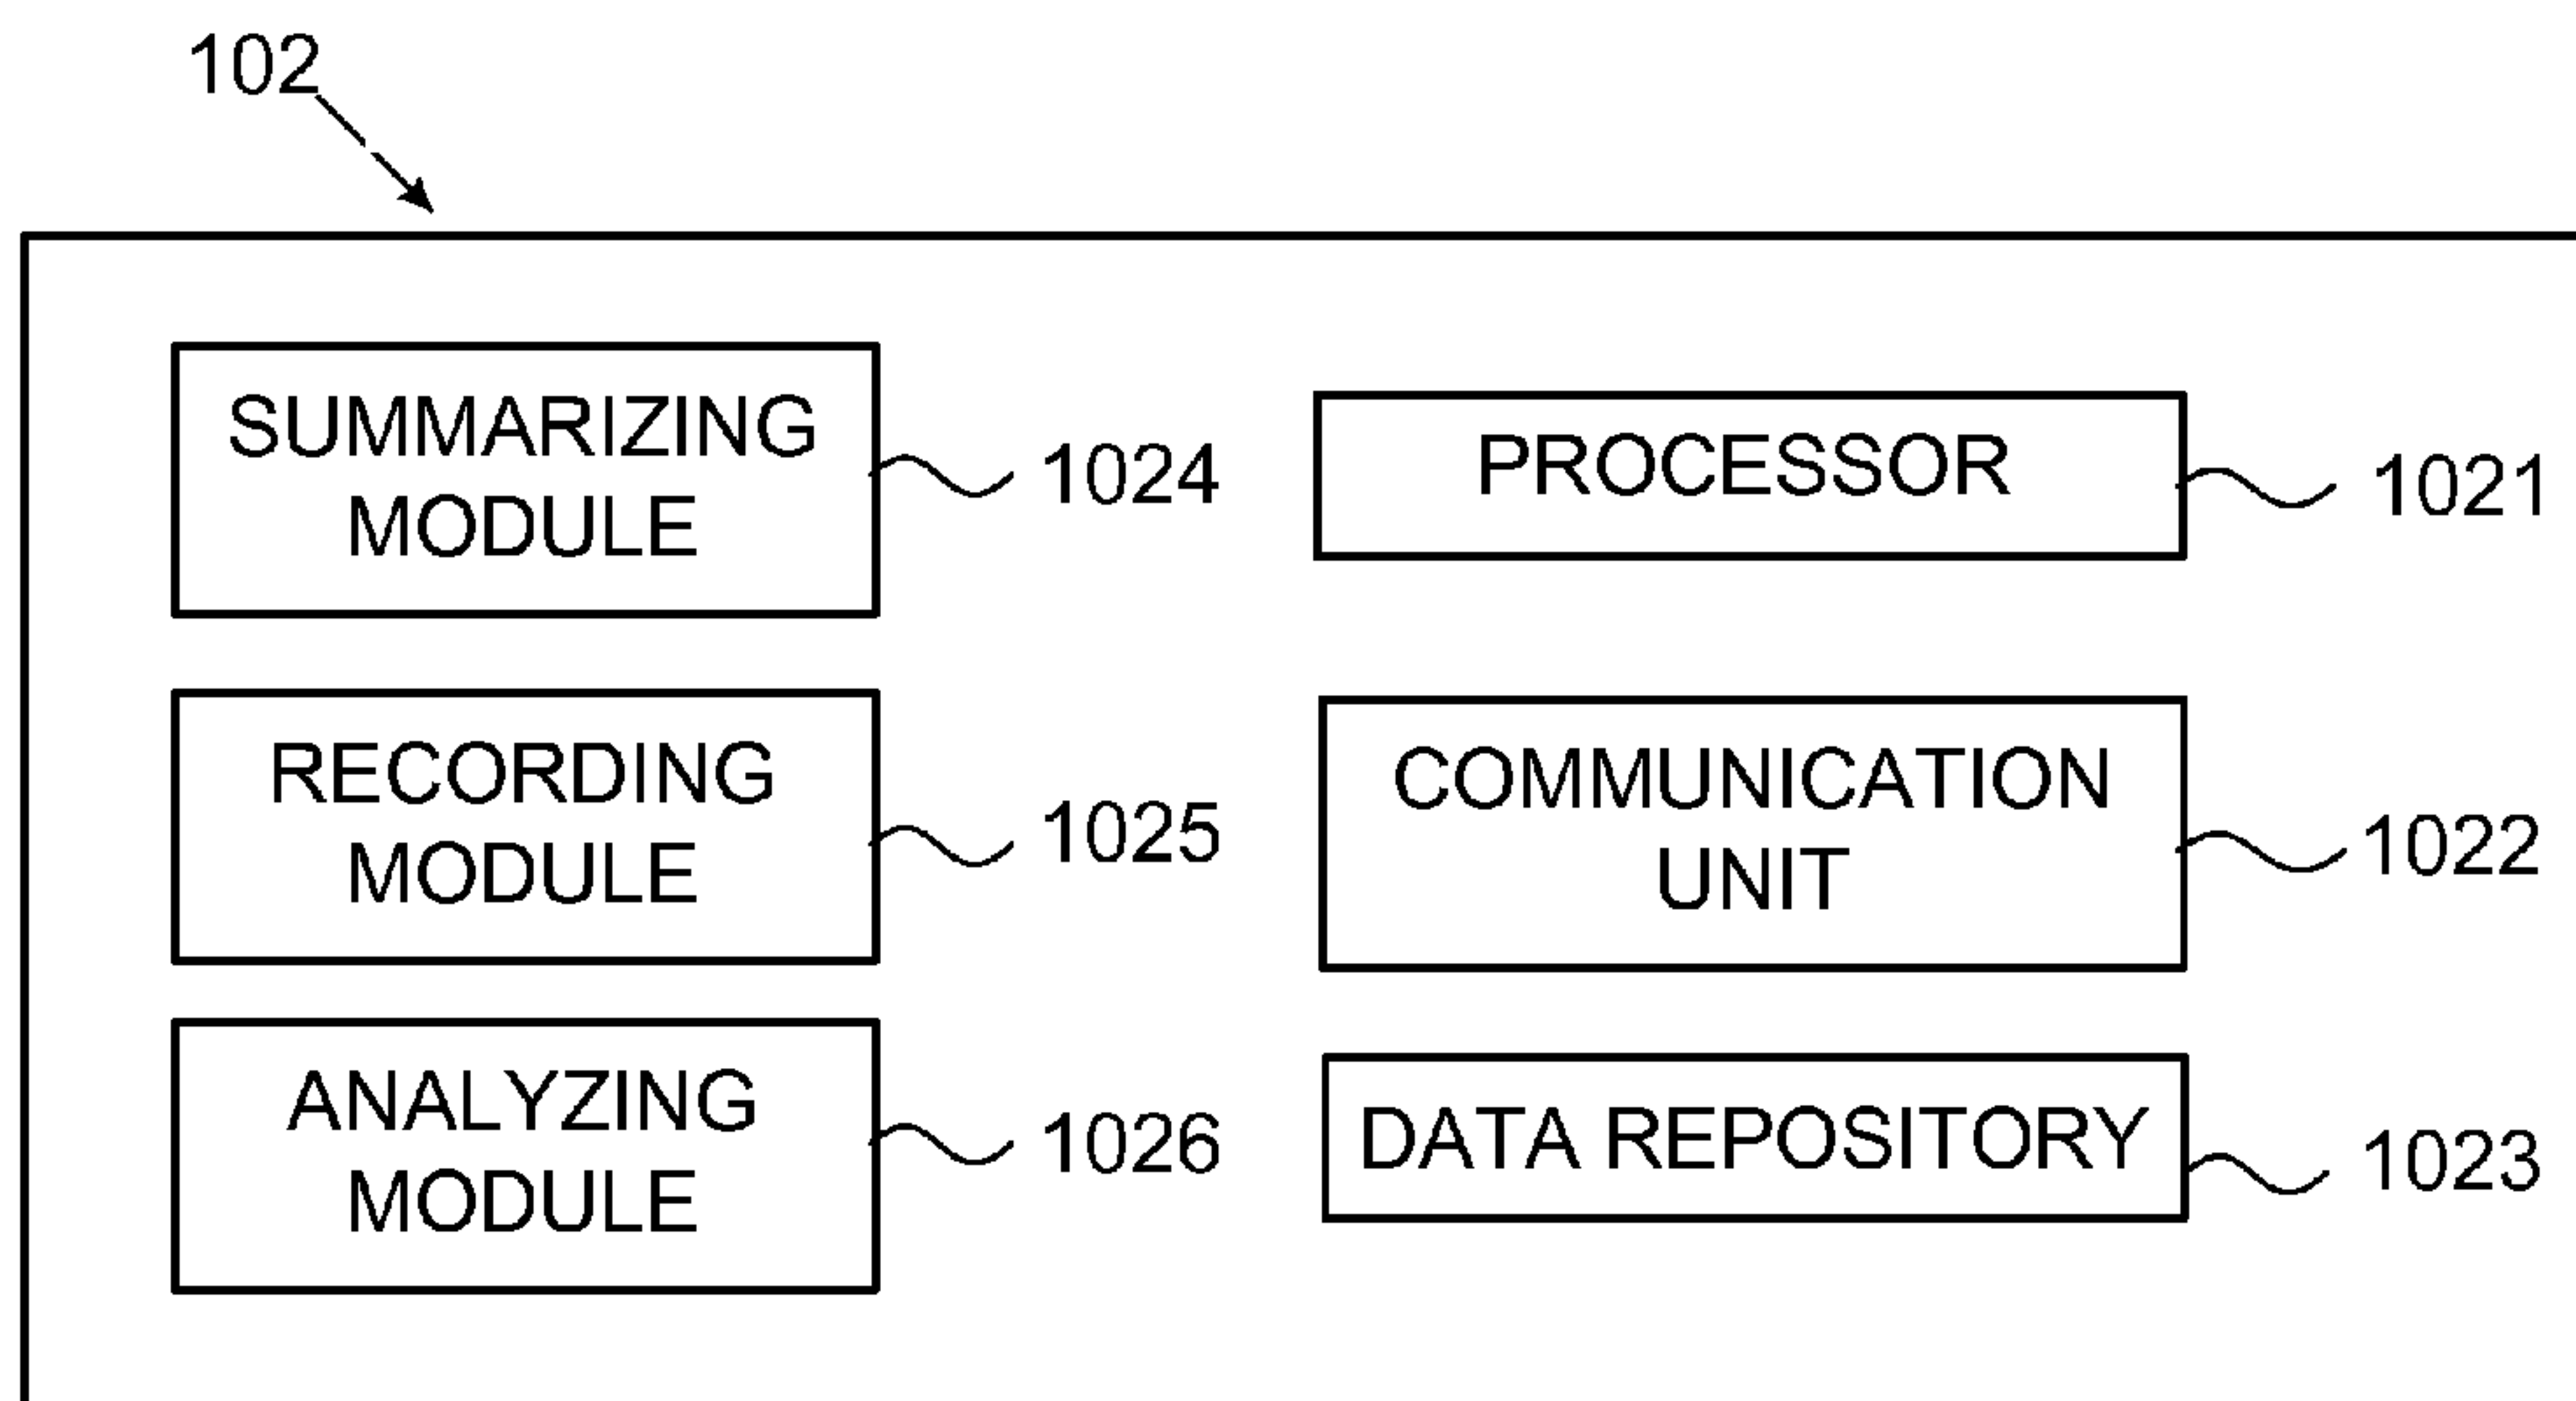 102
SUMMARIZING
MODULE
1024
PROCESSOR
1021
RECORDING
MODULE
1025
COMMUNICATION
UNIT
1022
ANALYZING
MODULE
1026
DATA REPOSITORY
1023